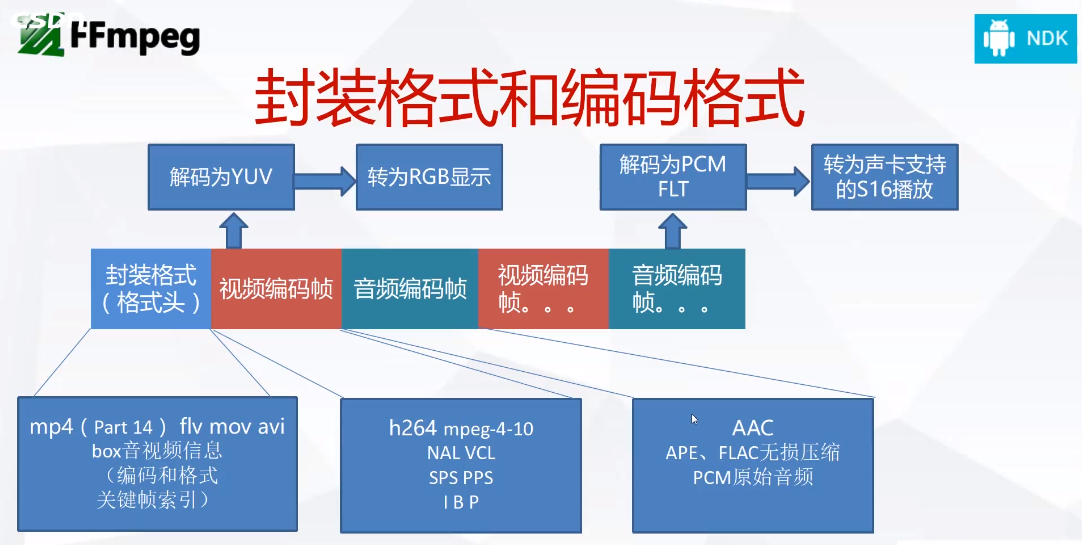 CSDN
FFmpeg
NDK
封装格式和编码格式
解码为YUV
转为RGB显示
解码为PCM
FLT
转为声卡支持
的S16播放
封装格式
（格式头）
视频编码帧
音频编码帧
视频编码
帧。。。
音频编码
帧。。。
mp4（Part 14） flv mov avi
box音视频信息
（编码和格式
关键帧索引）
h264 mpeg-4-10
NAL VCL
SPS PPS
I B P
AAC
APE、FLAC无损压缩
PCM原始音频